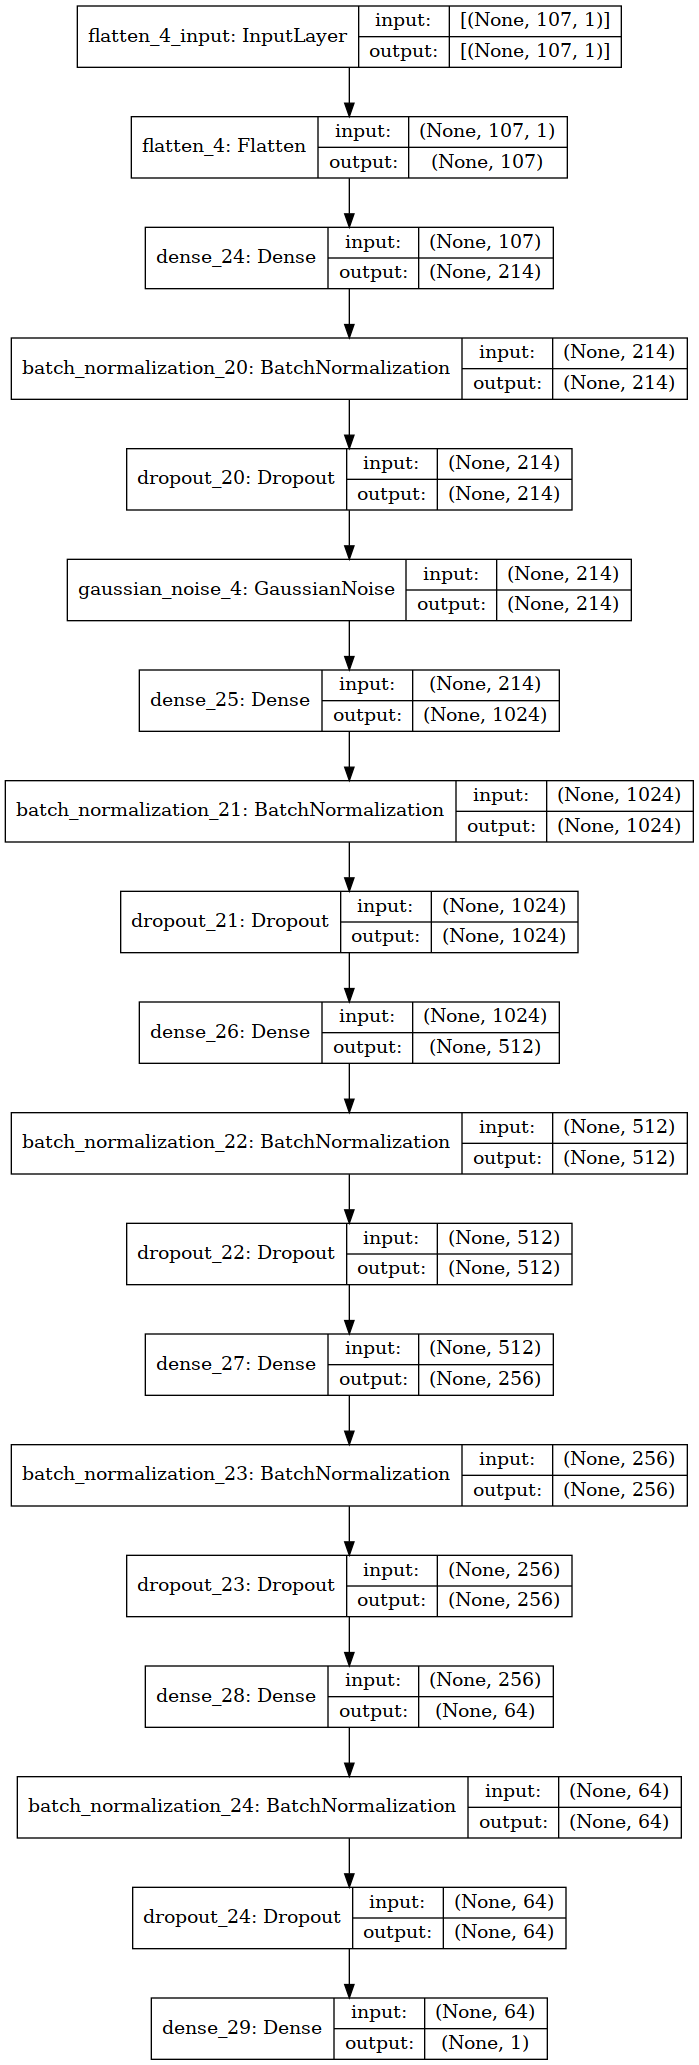 flatten_4_input: InputLayer
input: [(None, 107, 1)]
output: [(None, 107, 1)]
flatten_4: Flatten
input: (None, 107, 1)
output: (None, 107)
dense_24: Dense
input: (None, 107)
output: (None, 214)
batch_normalization_20: BatchNormalization
input: (None, 214)
output: (None, 214)
dropout_20: Dropout
input: (None, 214)
output: (None, 214)
gaussian_noise_4: GaussianNoise
input: (None, 214)
output: (None, 214)
dense_25: Dense
input: (None, 214)
output: (None, 1024)
batch_normalization_21: BatchNormalization
input: (None, 1024)
output: (None, 1024)
dropout_21: Dropout
input: (None, 1024)
output: (None, 1024)
dense_26: Dense
input: (None, 1024)
output: (None, 512)
batch_normalization_22: BatchNormalization
input: (None, 512)
output: (None, 512)
dropout_22: Dropout
input: (None, 512)
output: (None, 512)
dense_27: Dense
input: (None, 512)
output: (None, 256)
batch_normalization_23: BatchNormalization
input: (None, 256)
output: (None, 256)
dropout_23: Dropout
input: (None, 256)
output: (None, 256)
dense_28: Dense
input: (None, 256)
output: (None, 64)
batch_normalization_24: BatchNormalization
input: (None, 64)
output: (None, 64)
dropout_24: Dropout
input: (None, 64)
output: (None, 64)
dense_29: Dense
input: (None, 64)
output: (None, 1)